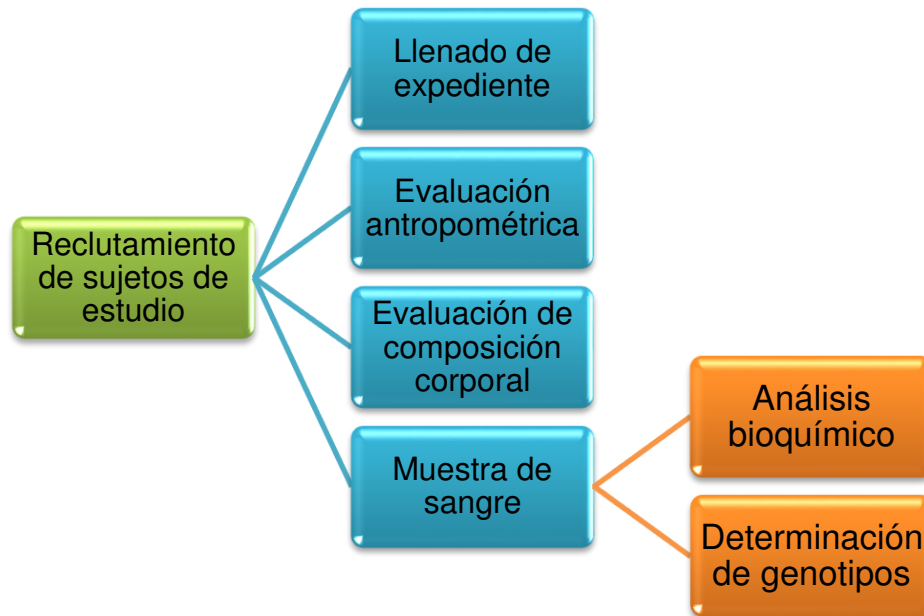 Reclutamiento
de sujetos de
estudio
Llenado de
expediente
Evaluación
antropométrica
Evaluación de
composición
corporal
Muestra de
sangre
Análisis
bioquímico
Determinación
de genotipos